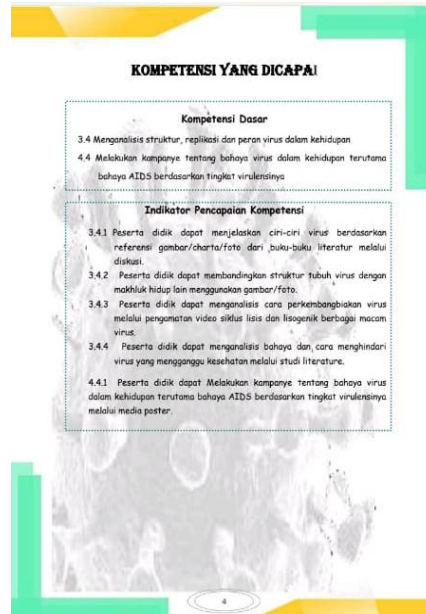 KOMPETENSI YANG DICAPAI
Kompetensi Dasar
3.4 Menganalisis struktur, replikasi dan peran virus dalam kehidupan
4.4 Melakukan kampanye tentang bahaya virus dalam kehidupan terutama
bahaya AIDS berdasarkan tingkat virulensinya
Indikator Pencapaian Kompetensi
3.4.1 Peserta didik dapat menjelaskan ciri-ciri virus berdasarkan
referensi gambar/charta/foto dari buku-buku literatur melalui
diskusi.
3.4.2 Peserta didik dapat membandingkan struktur tubuh virus dengan
makhluk hidup lain menggunakan gambar/foto.
3.4.3 Peserta didik dapat menganalisis cara perkembangbiakan virus
melalui pengamatan video siklus lisis dan lisogenik berbagai macam
virus.
3.4.4 Peserta didik dapat menganalisis bahaya dan cara menghindari
virus yang mengganggu kesehatan melalui studi literature.
4.4.1 Peserta didik dapat Melakukan kampanye tentang bahaya virus
dalam kehidupan terutama bahaya AIDS berdasarkan tingkat virulensinya
melalui media poster.
4